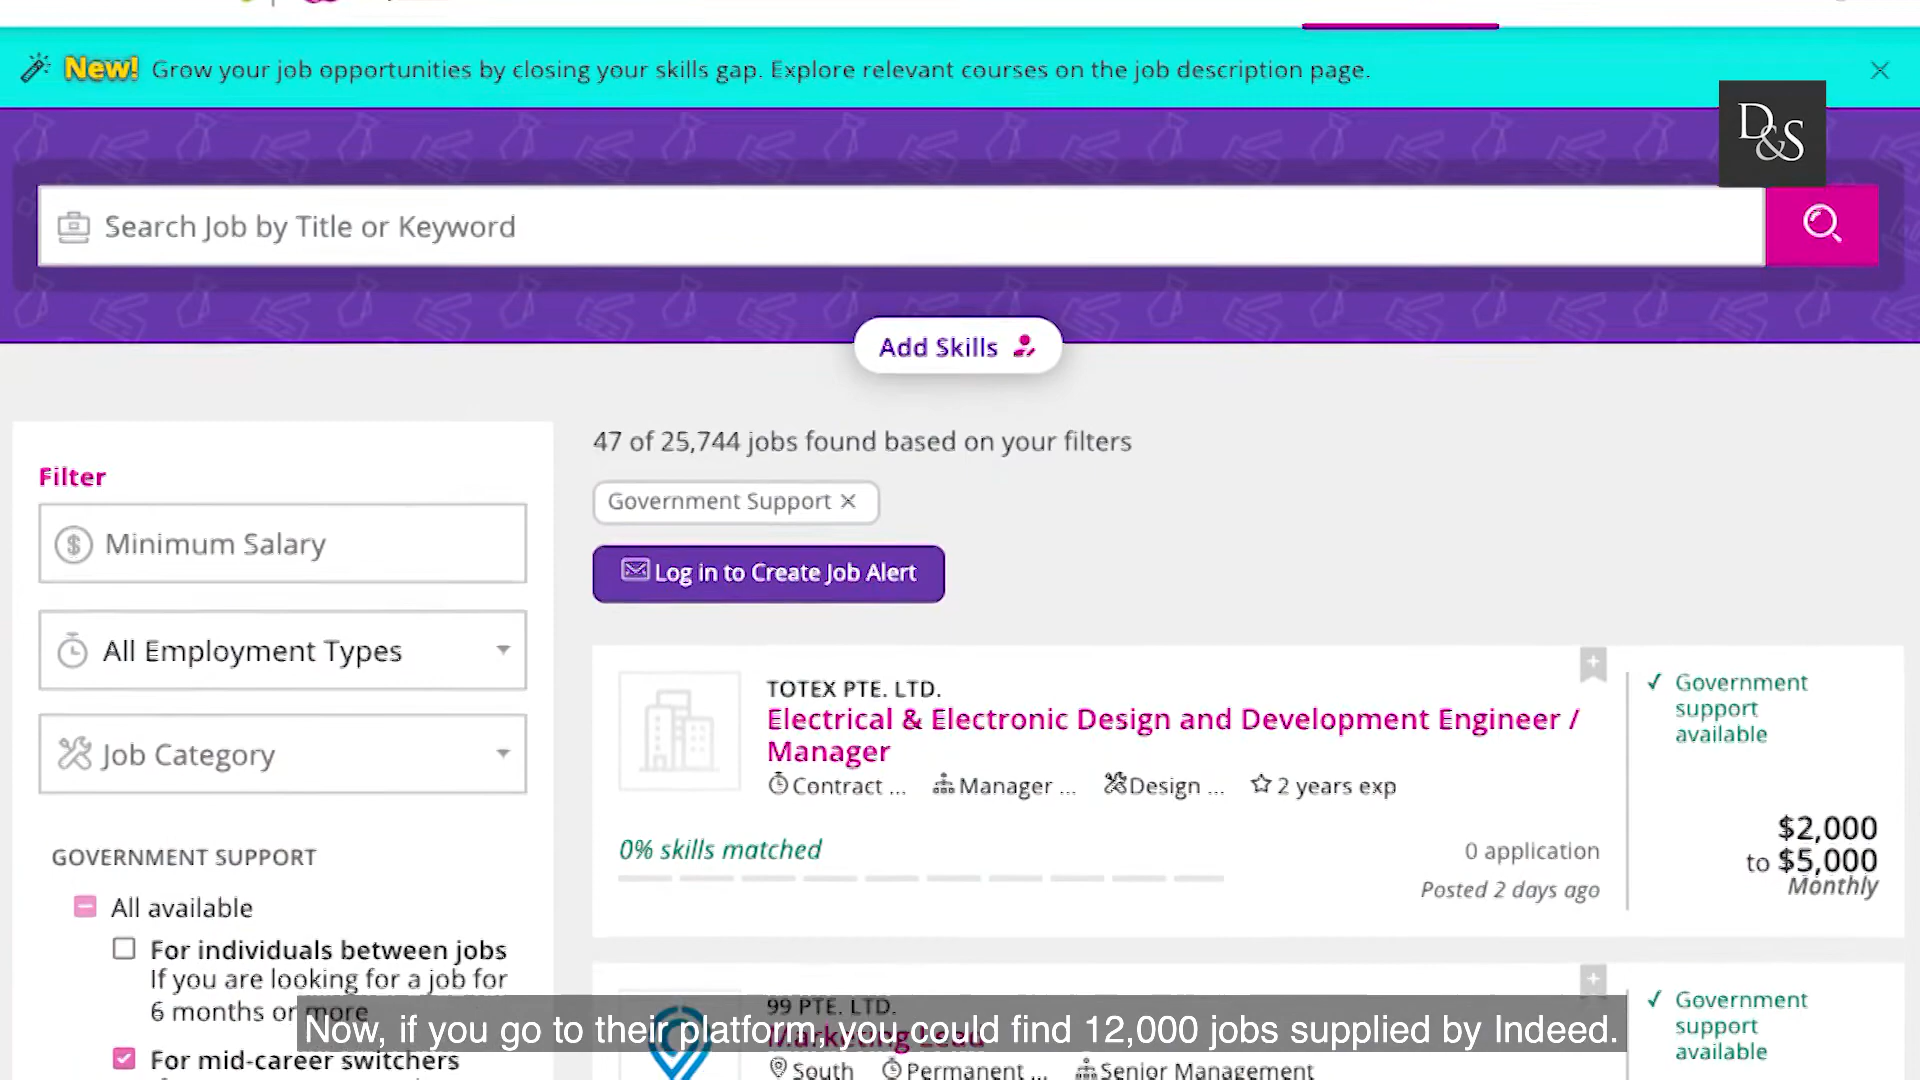 New! Grow your job opportunities by closing your skills gap. Explore relevant courses on the job description page.
D&S
Search Job by Title or Keyword
Add Skills
47 of 25,744 jobs found based on your filters
Filter
Government Support
Minimum Salary
Log in to Create Job Alert
All Employment Types
Job Category
TOTEX PTE. LTD.
Electrical & Electronic Design and Development Engineer /
Manager
Contract ... Manager ... Design ... 2 years exp
Government
support
available
$2,000
to $5,000
Monthly
0% skills matched
0 application
Posted 2 days ago
GOVERNMENT SUPPORT
All available
For individuals between jobs
If you are looking for a job for
6 months or more
For mid-career switchers
99 PTE. LTD.
Marketing Lead
South Permanent ... Senior Management
Government
support
available
Now, if you go to their platform, you could find 12,000 jobs supplied by Indeed.